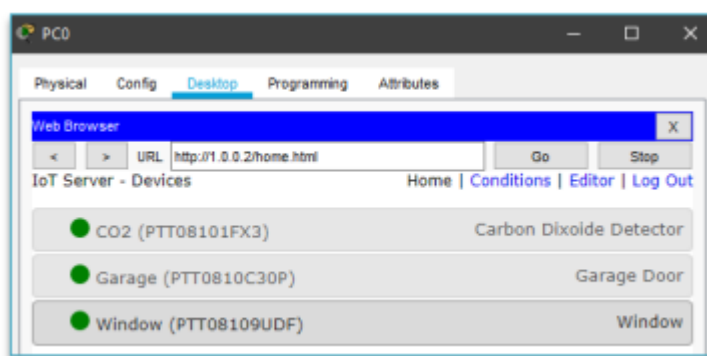 PC0
Physical Config Desktop Programming Attributes
Web Browser X
< > URL http://1.0.0.2/home.html Go Stop
IoT Server - Devices Home | Conditions | Editor | Log Out
CO2 (PTT08101FX3) Carbon Dixoide Detector
Garage (PTT0810C30P) Garage Door
Window (PTT08109UDF) Window